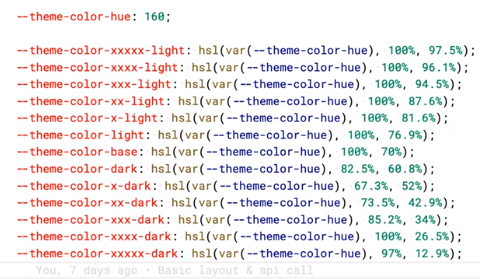 --theme-color-hue: 160;
--theme-color-xxxxx-light: hsl(var(--theme-color-hue), 100%, 97.5%);
--theme-color-xxxx-light: hsl(var(--theme-color-hue), 100%, 96.1%);
--theme-color-xxx-light: hsl(var(--theme-color-hue), 100%, 94.5%);
--theme-color-xx-light: hsl(var(--theme-color-hue), 100%, 87.6%);
--theme-color-x-light: hsl(var(--theme-color-hue), 100%, 81.6%);
--theme-color-light: hsl(var(--theme-color-hue), 100%, 76.9%);
--theme-color-base: hsl(var(--theme-color-hue), 100%, 70%);
--theme-color-dark: hsl(var(--theme-color-hue), 82.5%, 60.8%);
--theme-color-x-dark: hsl(var(--theme-color-hue), 67.3%, 52%);
--theme-color-xx-dark: hsl(var(--theme-color-hue), 73.5%, 42.9%);
--theme-color-xxx-dark: hsl(var(--theme-color-hue), 85.2%, 34%);
--theme-color-xxxx-dark: hsl(var(--theme-color-hue), 100%, 26.5%);
--theme-color-xxxxx-dark: hsl(var(--theme-color-hue), 97%, 12.9%);
You, 7 days ago • Basic layout & api call